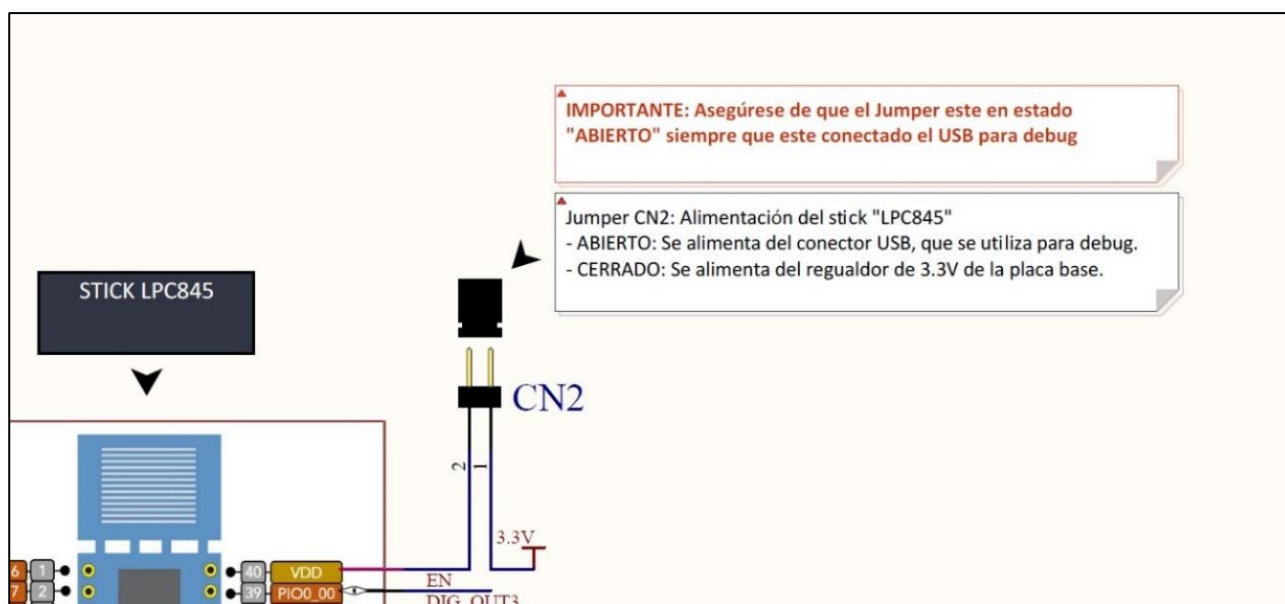 IMPORTANTE: Asegúrese de que el Jumper este en estado
"ABIERTO" siempre que este conectado el USB para debug
Jumper CN2: Alimentación del stick "LPC845"
- ABIERTO: Se alimenta del conector USB, que se utiliza para debug.
- CERRADO: Se alimenta del regualdor de 3.3V de la placa base.
STICK LPC845
CN2
2
1
3.3V
6 1
40 VDD
EN
7 2
39 PIO0_00
DIG_OUT3